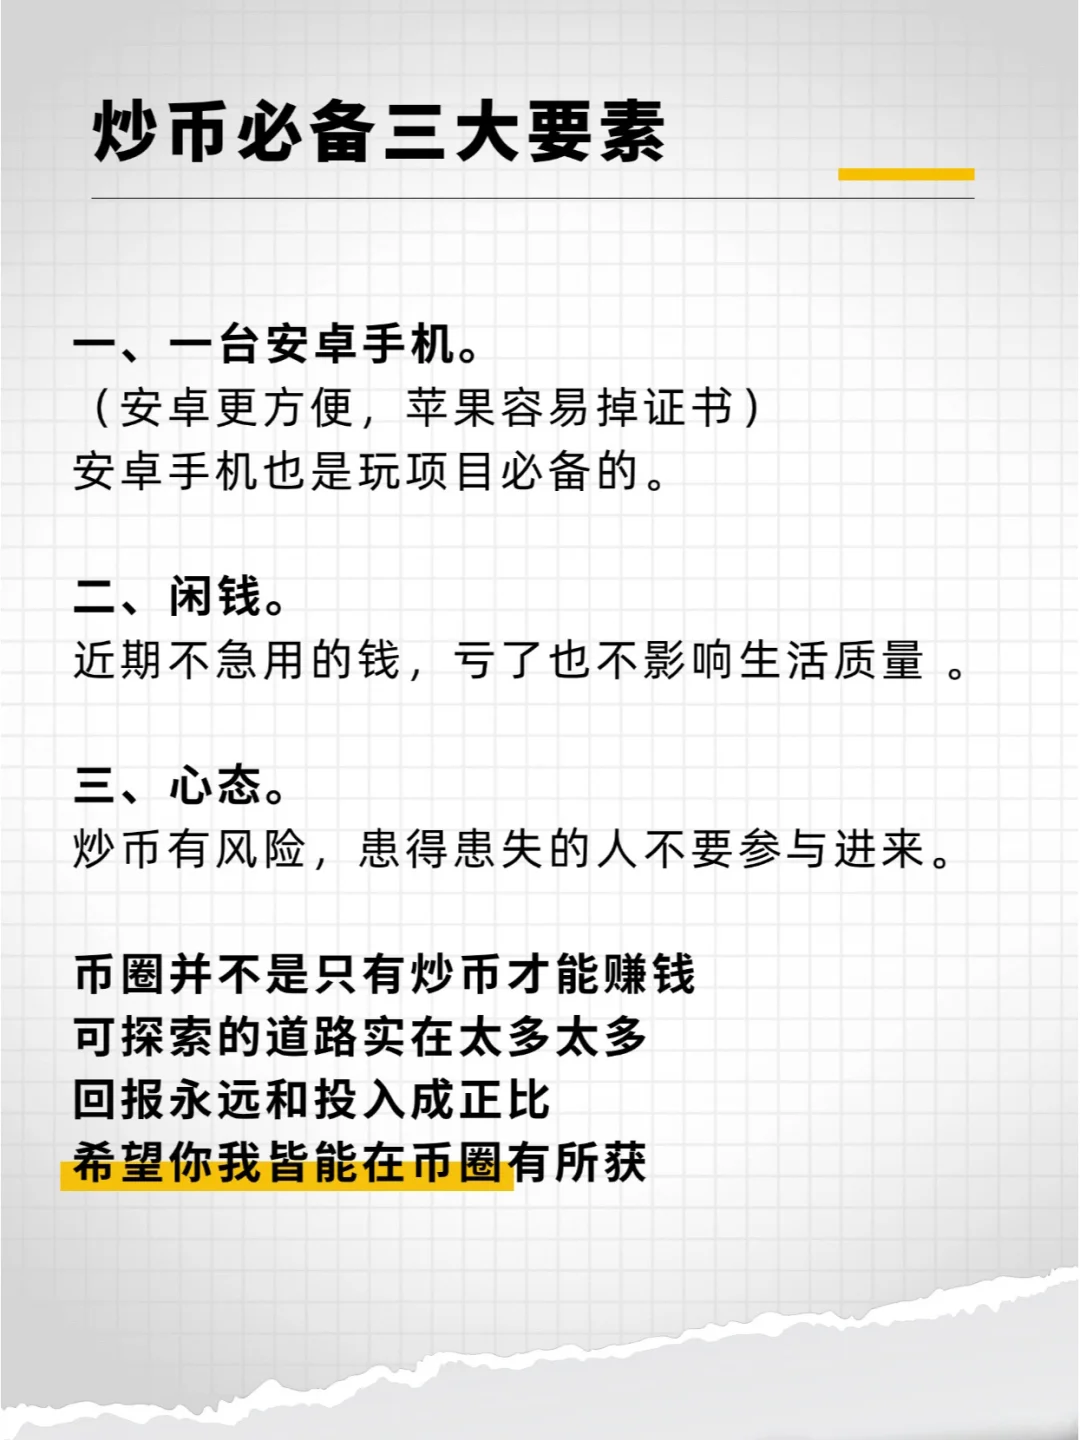 炒币必备三大要素
一、一台安卓手机。
（安卓更方便，苹果容易掉证书）
安卓手机也是玩项目必备的。
二、闲钱。
近期不急用的钱，亏了也不影响生活质量 。
三、心态。
炒币有风险，患得患失的人不要参与进来。
币圈并不是只有炒币才能赚钱
可探索的道路实在太多太多
回报永远和投入成正比
希望你我皆能在币圈有所获